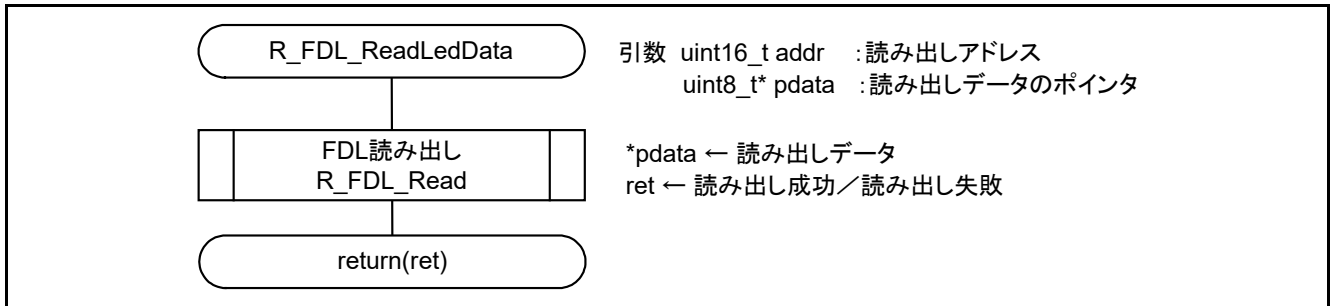 R_FDL_ReadLedData
引数 uint16_t addr :読み出しアドレス
uint8_t* pdata :読み出しデータのポインタ
FDL読み出し
R_FDL_Read
*pdata ← 読み出しデータ
ret ← 読み出し成功／読み出し失敗
return(ret)